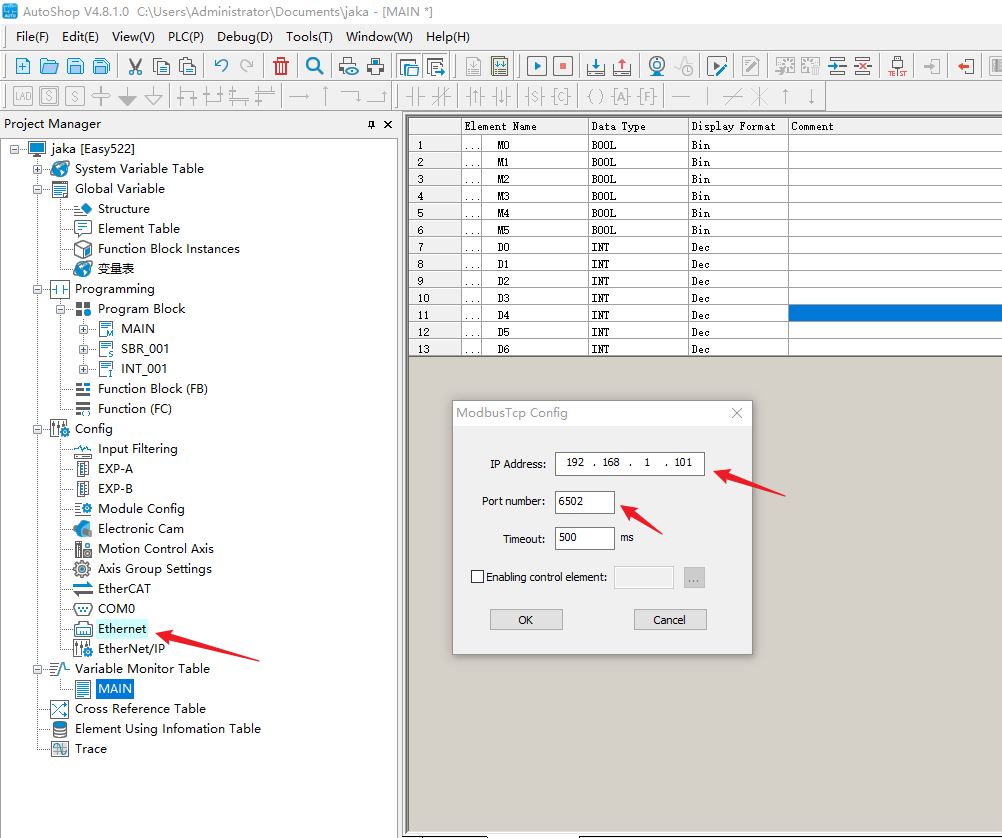 AutoShop V4.8.1.0  C:\Users\Administrator\Documents\jaka - [MAIN *]
File(F) Edit(E) View(V) PLC(P) Debug(D) Tools(T) Window(W) Help(H)
TEST
LAD S S S C A F
Project Manager
jaka [Easy522]
System Variable Table
Global Variable
Structure
Element Table
Function Block Instances
变量表
Programming
Program Block
MAIN
SBR_001
INT_001
Function Block (FB)
Function (FC)
Config
Input Filtering
EXP-A
EXP-B
Module Config
Electronic Cam
Motion Control Axis
Axis Group Settings
EtherCAT
COM0
Ethernet
EtherNet/IP
Variable Monitor Table
MAIN
Cross Reference Table
Element Using Infomation Table
Trace
Element Name Data Type Display Format Comment
1 ... M0 BOOL Bin
2 ... M1 BOOL Bin
3 ... M2 BOOL Bin
4 ... M3 BOOL Bin
5 ... M4 BOOL Bin
6 ... M5 BOOL Bin
7 ... D0 INT Dec
8 ... D1 INT Dec
9 ... D2 INT Dec
10 ... D3 INT Dec
11 ... D4 INT Dec
12 ... D5 INT Dec
13 ... D6 INT Dec
ModbusTcp Config
IP Address: 192 . 168 . 1 . 101
Port number: 6502
Timeout: 500 ms
Enabling control element: ...
OK Cancel